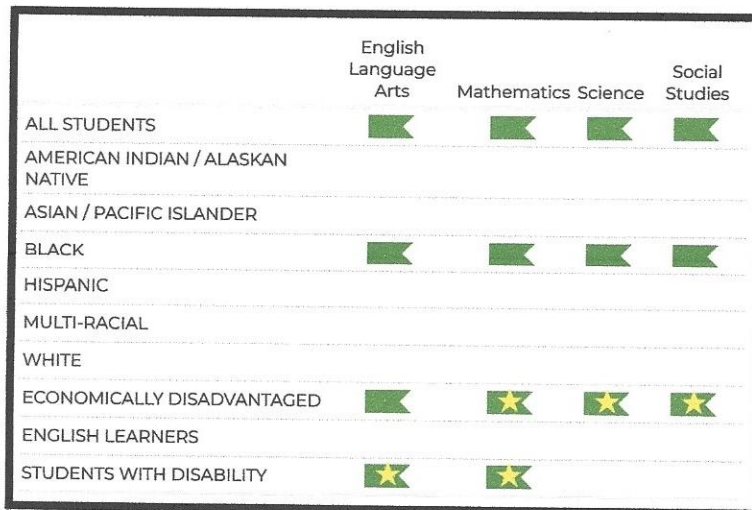 English
Language
Arts
Mathematics
Science
Social
Studies
ALL STUDENTS
AMERICAN INDIAN / ALASKAN
NATIVE
ASIAN / PACIFIC ISLANDER
BLACK
HISPANIC
MULTI-RACIAL
WHITE
ECONOMICALLY DISADVANTAGED
ENGLISH LEARNERS
STUDENTS WITH DISABILITY